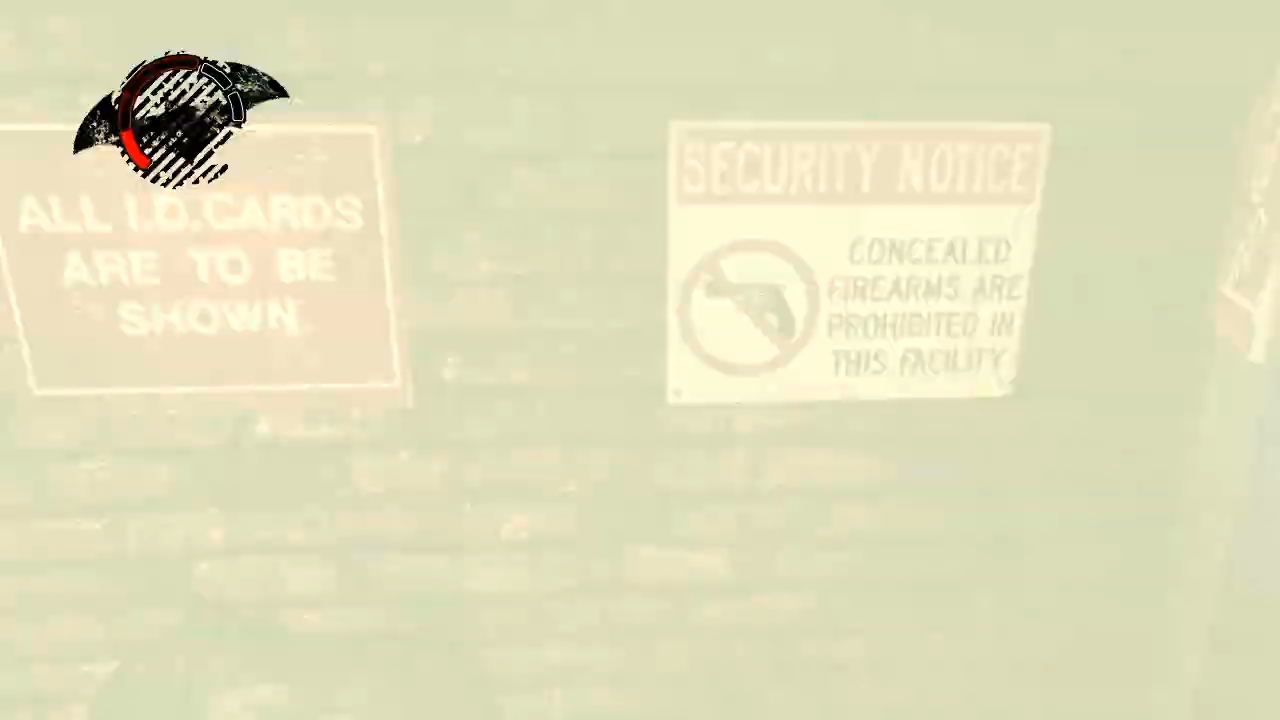 ALL I.D. CARDS
ARE TO BE
SHOWN
SECURITY NOTICE
CONCEALED
FIREARMS ARE
PROHIBITED IN
THIS FACILITY